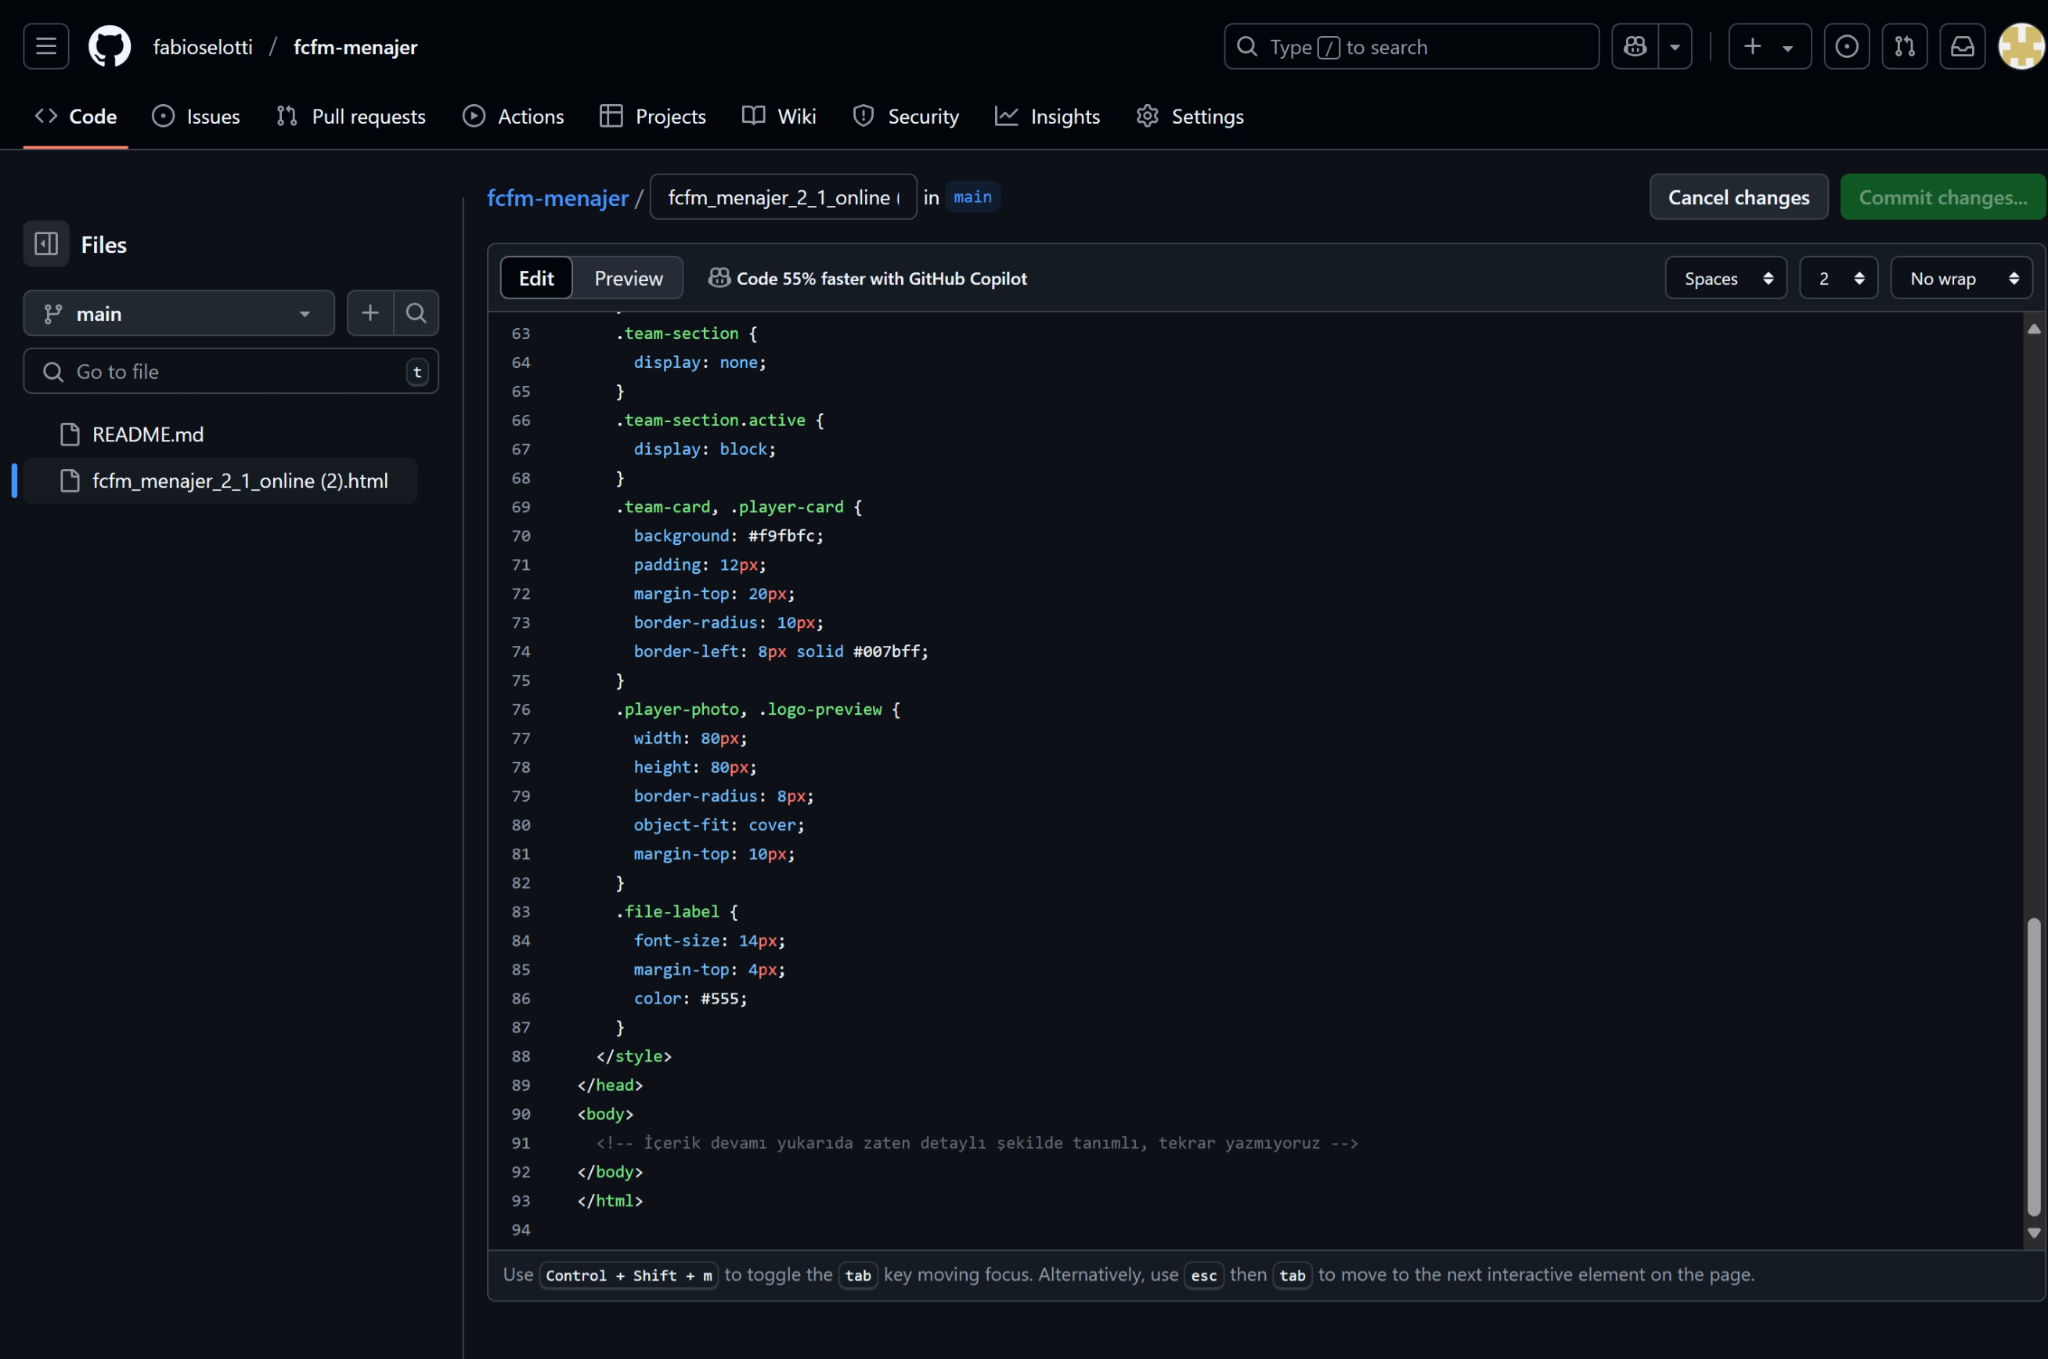 fabioselotti / fcfm-menajer
Type / to search
Code
Issues
Pull requests
Actions
Projects
Wiki
Security
Insights
Settings
Files
main
Go to file
t
README.md
fcfm_menajer_2_1_online (2).html
fcfm-menajer / fcfm_menajer_2_1_online ( in main
Cancel changes
Commit changes...
Edit
Preview
Code 55% faster with GitHub Copilot
Spaces
2
No wrap
63 .team-section {
64 display: none;
65 }
66 .team-section.active {
67 display: block;
68 }
69 .team-card, .player-card {
70 background: #f9fbfc;
71 padding: 12px;
72 margin-top: 20px;
73 border-radius: 10px;
74 border-left: 8px solid #007bff;
75 }
76 .player-photo, .logo-preview {
77 width: 80px;
78 height: 80px;
79 border-radius: 8px;
80 object-fit: cover;
81 margin-top: 10px;
82 }
83 .file-label {
84 font-size: 14px;
85 margin-top: 4px;
86 color: #555;
87 }
88 </style>
89 </head>
90 <body>
91 <!-- İçerik devamı yukarıda zaten detaylı şekilde tanımlı, tekrar yazmıyoruz -->
92 </body>
93 </html>
94
Use Control + Shift + m to toggle the tab key moving focus. Alternatively, use esc then tab to move to the next interactive element on the page.